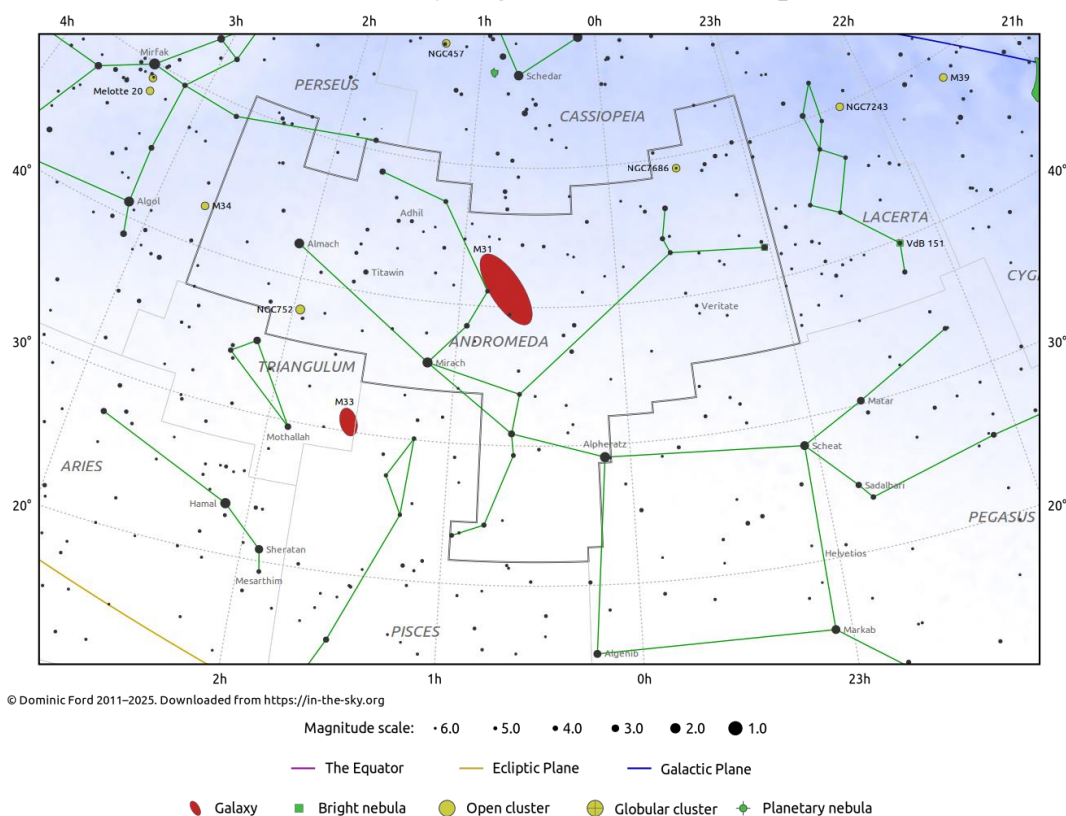 4h 3h 2h 1h 0h 23h 22h 21h
Mirfak
NGC457
Schedar
M39
PERSEUS
Melotte 20
NGC7243
CASSIOPEIA
40° NGC7686 40°
Algol
M34
Adhil
LACERTA
Almach
M31
VdB 151
Titawin
CYG
NGC752
Veritate
30° ANDROMEDA 30°
TRIANGULUM
Mirach
M33
Matar
Mothallah
Alpheratz
Scheat
ARIES
Sadalbari
20° Hamal 20°
PEGASUS
Sheratan
Helvetios
Mesarthim
PISCES
Markab
Algenib
2h 1h 0h 23h
© Dominic Ford 2011–2025. Downloaded from https://in-the-sky.org
Magnitude scale: 6.0 5.0 4.0 3.0 2.0 1.0
The Equator Ecliptic Plane Galactic Plane
Galaxy Bright nebula Open cluster Globular cluster Planetary nebula